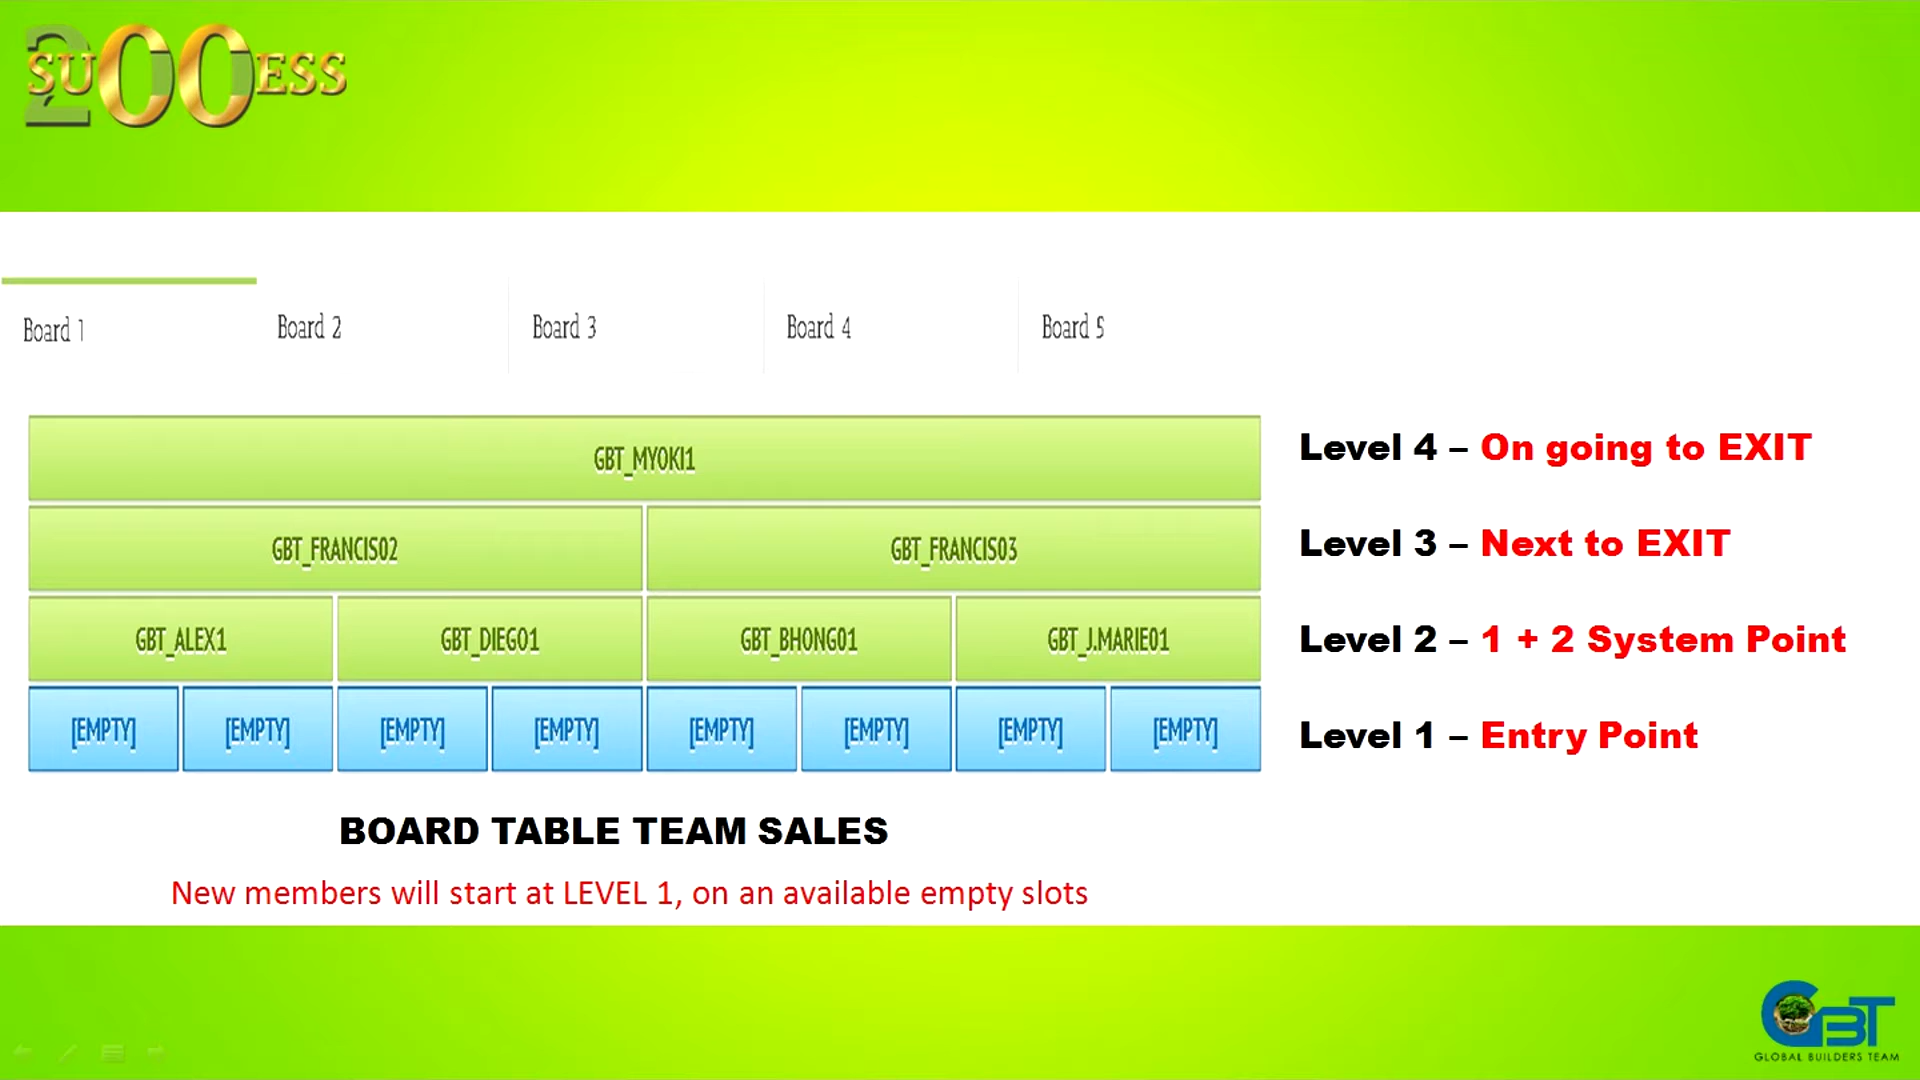 SU200ESS
Board 1
Board 2
Board 3
Board 4
Board 5
GBT_MYOKI1
Level 4 – On going to EXIT
GBT_FRANCIS02
GBT_FRANCIS03
Level 3 – Next to EXIT
GBT_ALEX1
GBT_DIEGO1
GBT_BHONG01
GBT_J.MARIE01
Level 2 – 1 + 2 System Point
[EMPTY]
[EMPTY]
[EMPTY]
[EMPTY]
[EMPTY]
[EMPTY]
[EMPTY]
[EMPTY]
Level 1 – Entry Point
BOARD TABLE TEAM SALES
New members will start at LEVEL 1, on an available empty slots
GBT
GLOBAL BUILDERS TEAM